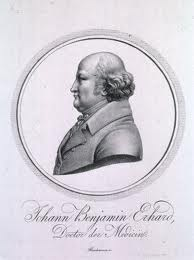 Johann Benjamin Erhard,
Doctor der Medicin.